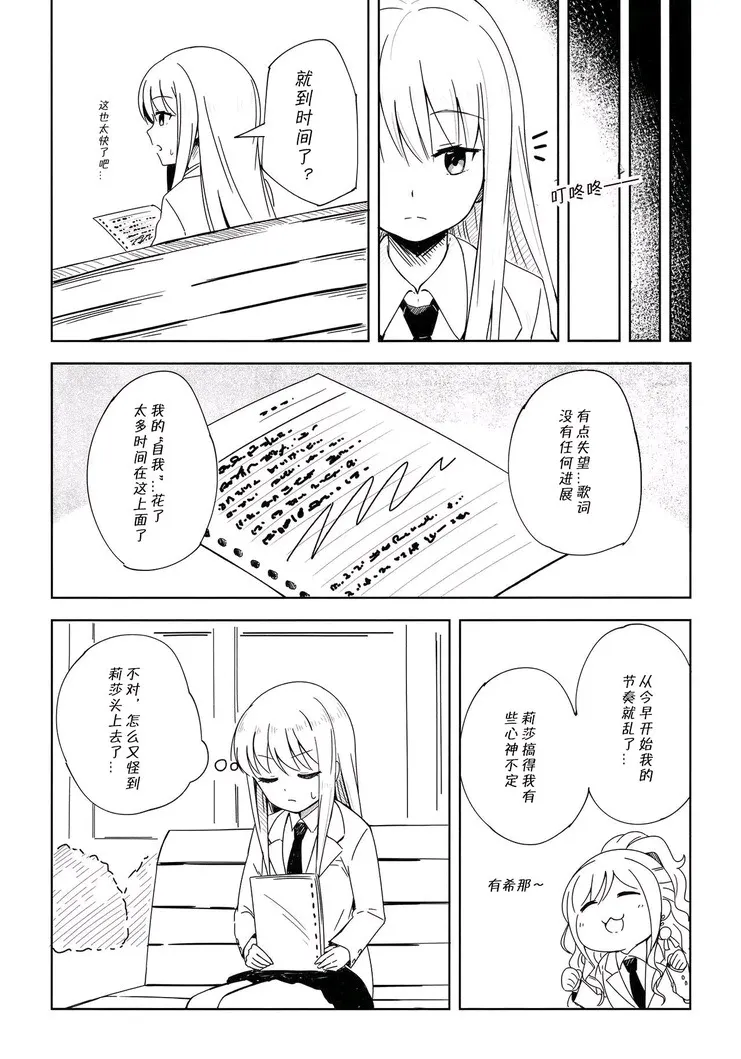 叮咚咚——
就到时间了？
这也
太快了吧…
有点失望…歌词
没有任何进展
我的“自我”…花了
太多时间在这上面了
从今早开始我的
节奏就乱了…
莉莎搞得我有
些心神不定
有希那～
不对，怎么又怪到
莉莎头上去了…